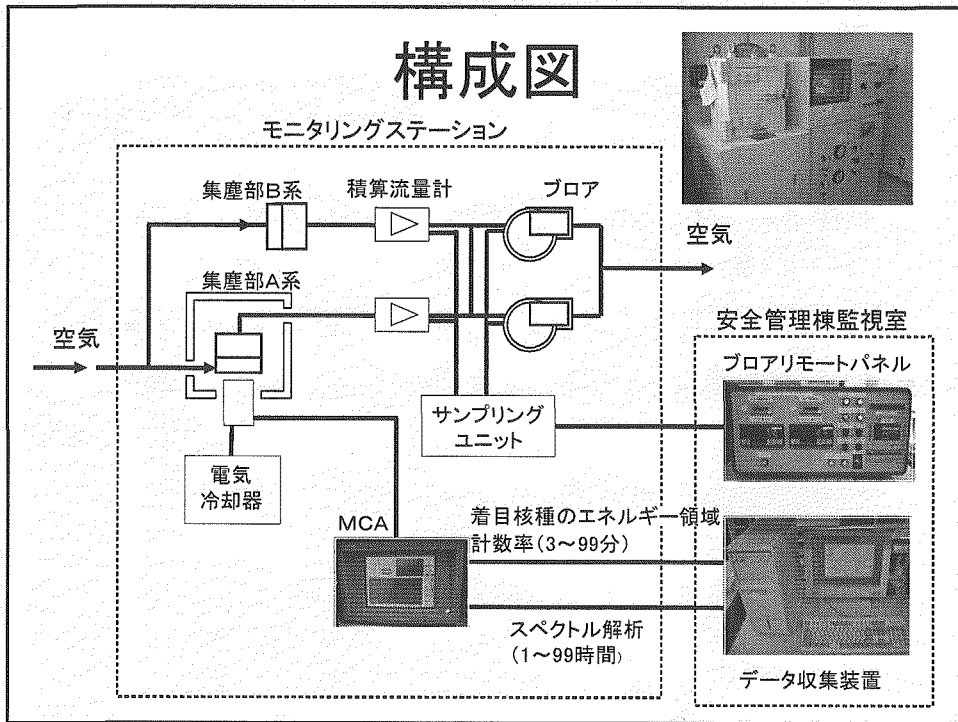 構成図
モニタリングステーション
集塵部B系
積算流量計
ブロア
空気
集塵部A系
安全管理棟監視室
空気
ブロアリモートパネル
サンプリング
ユニット
電気
冷却器
MCA
着目核種のエネルギー領域
計数率(3～99分)
スペクトル解析
(1～99時間)
データ収集装置